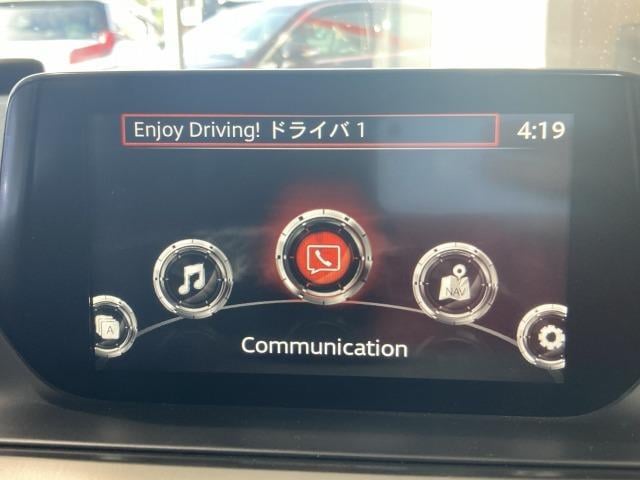 Enjoy Driving! ドライバ 1
4:19
NAV
A
Communication